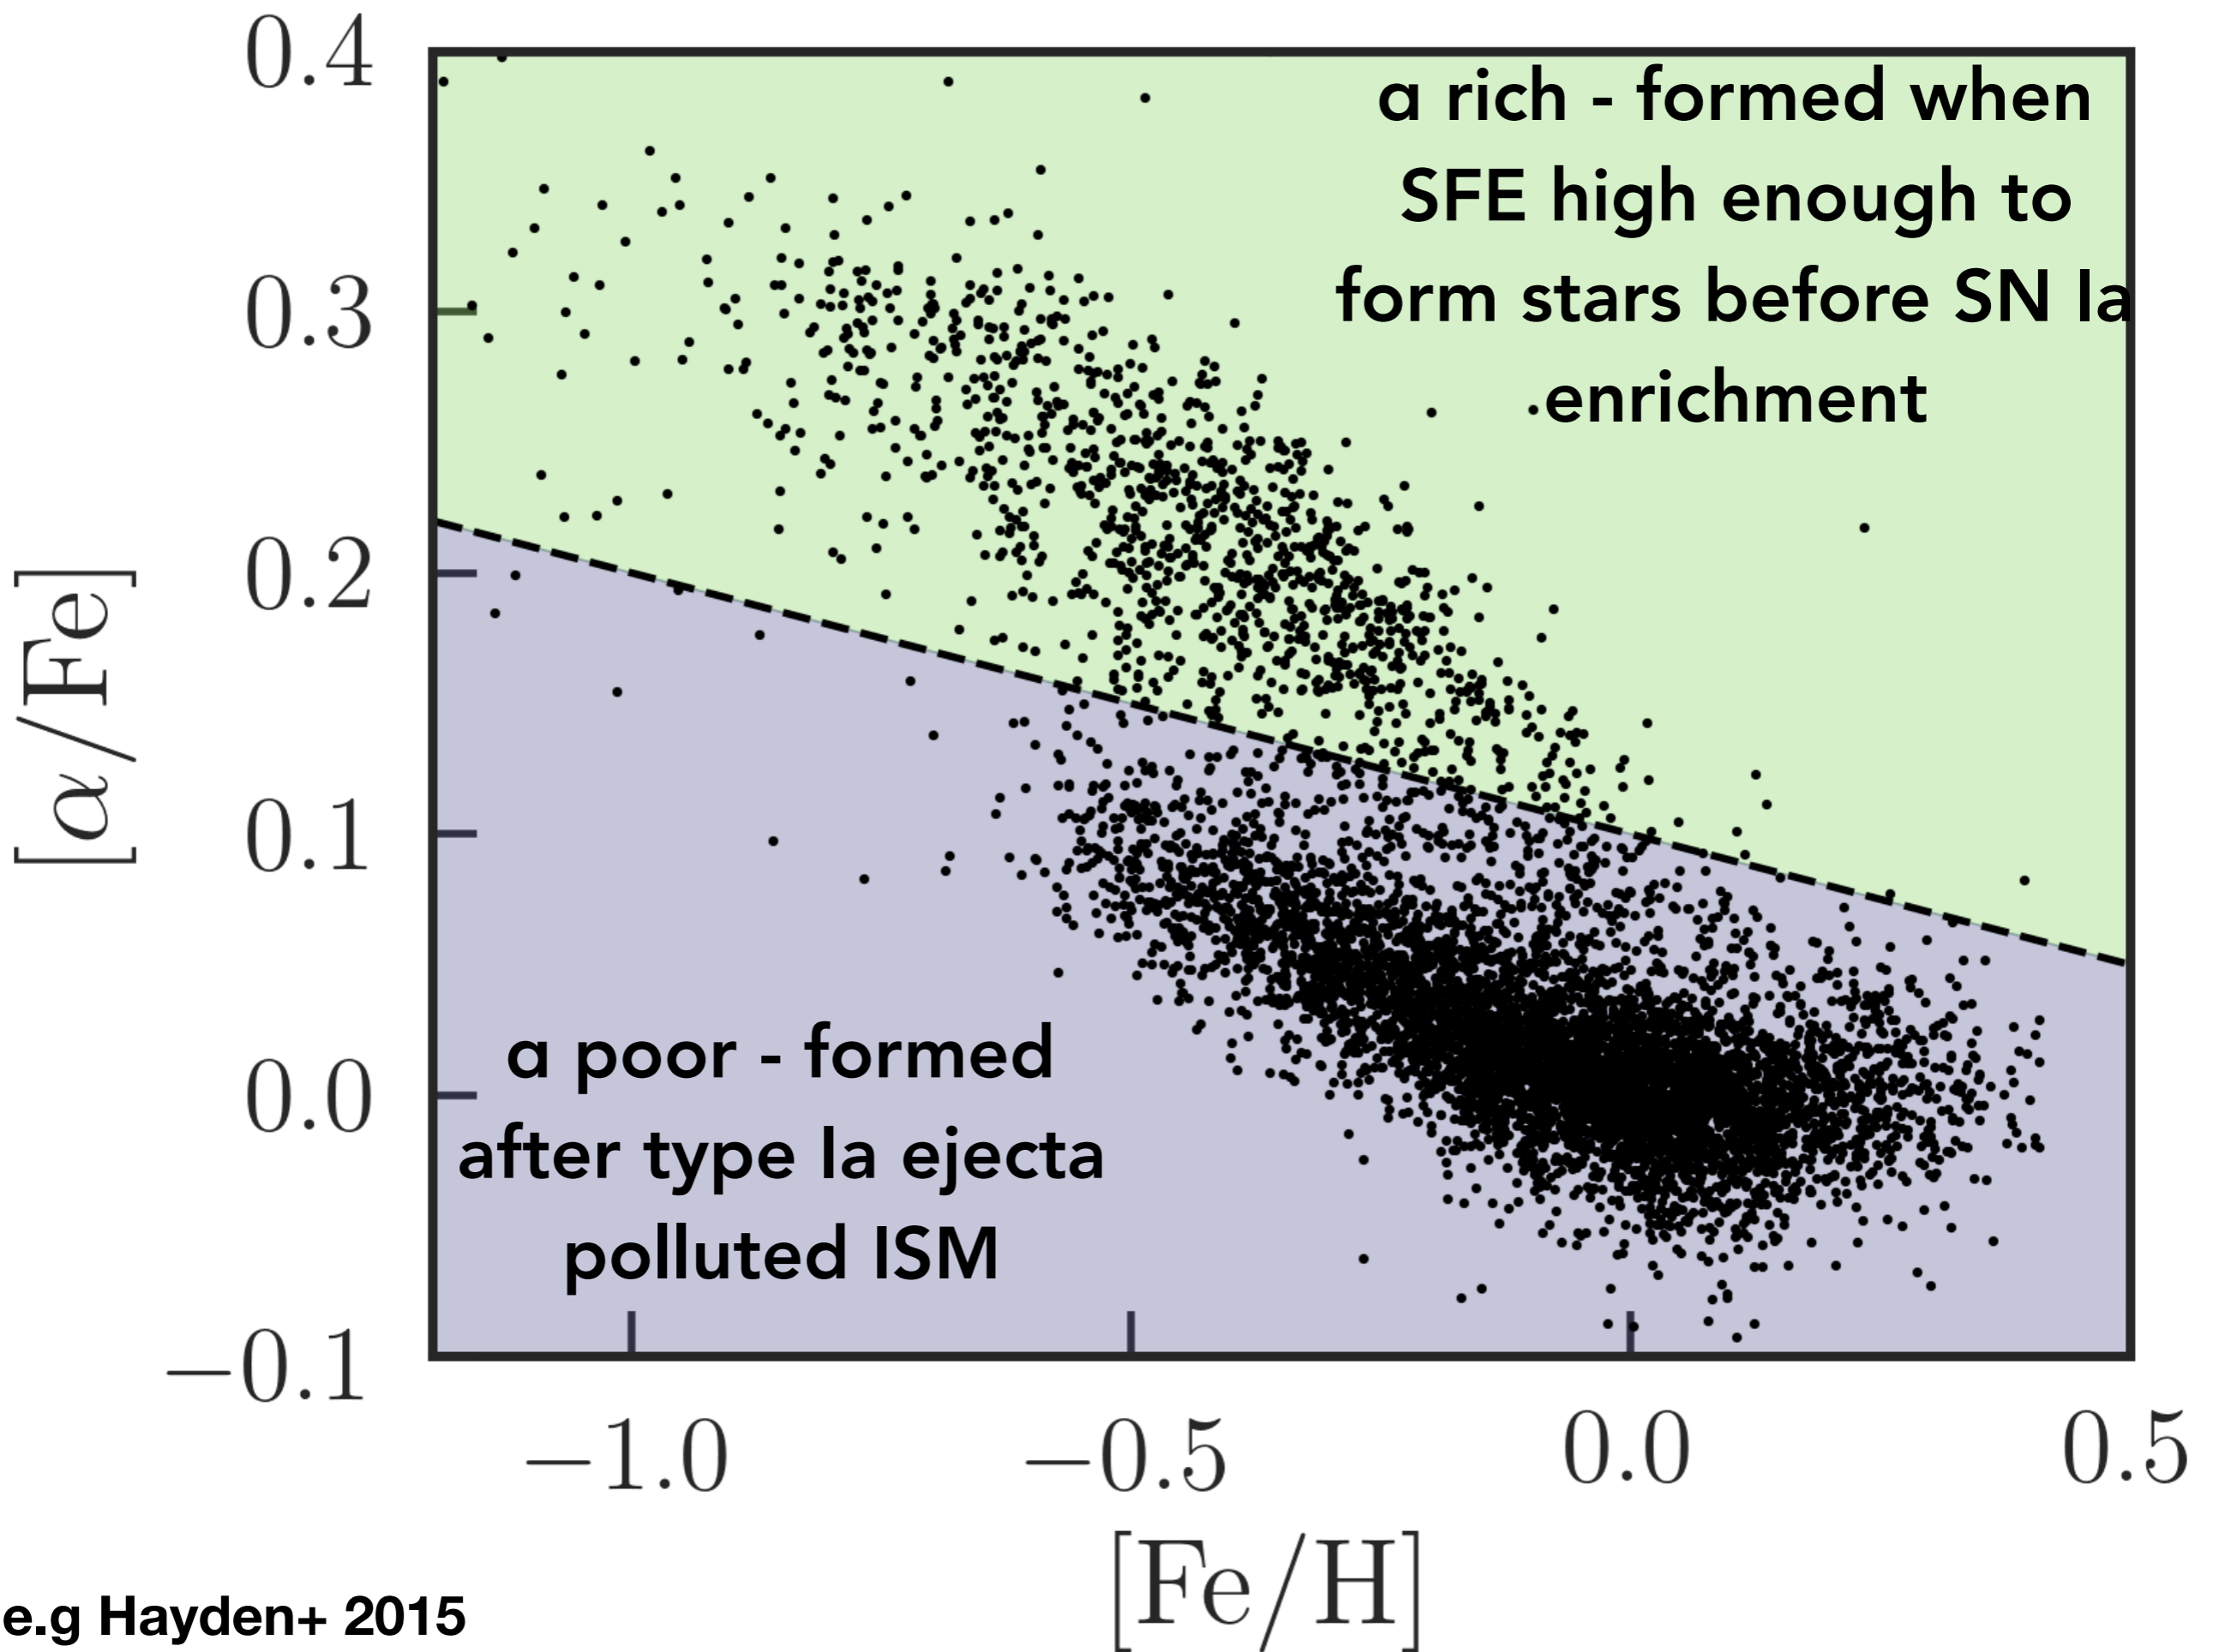 0.4
a rich - formed when
SFE high enough to
0.3
form stars before SN Ia
enrichment
0.2
[α/Fe]
0.1
a poor - formed
0.0
after type Ia ejecta
polluted ISM
−0.1
−1.0 −0.5 0.0 0.5
[Fe/H]
e.g Hayden+ 2015